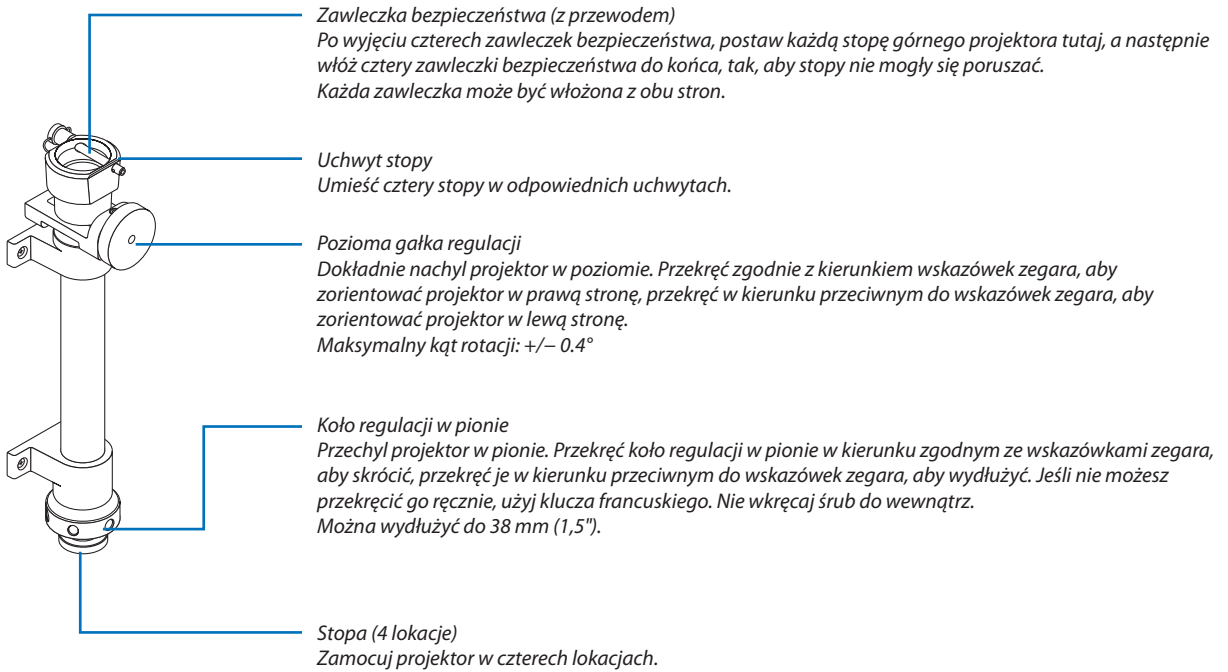 Zawleczka bezpieczeństwa (z przewodem)
Po wyjęciu czterech zawleczek bezpieczeństwa, postaw każdą stopę górnego projektora tutaj, a następnie
włóż cztery zawleczki bezpieczeństwa do końca, tak, aby stopy nie mogły się poruszać.
Każda zawleczka może być włożona z obu stron.
Uchwyt stopy
Umieść cztery stopy w odpowiednich uchwytach.
Pozioma gałka regulacji
Dokładnie nachyl projektor w poziomie. Przekręć zgodnie z kierunkiem wskazówek zegara, aby
zorientować projektor w prawą stronę, przekręć w kierunku przeciwnym do wskazówek zegara, aby
zorientować projektor w lewą stronę.
Maksymalny kąt rotacji: +/− 0.4°
Koło regulacji w pionie
Przechyl projektor w pionie. Przekręć koło regulacji w pionie w kierunku zgodnym ze wskazówkami zegara,
aby skrócić, przekręć je w kierunku przeciwnym do wskazówek zegara, aby wydłużyć. Jeśli nie możesz
przekręcić go ręcznie, użyj klucza francuskiego. Nie wkręcaj śrub do wewnątrz.
Można wydłużyć do 38 mm (1,5").
Stopa (4 lokacje)
Zamocuj projektor w czterech lokacjach.